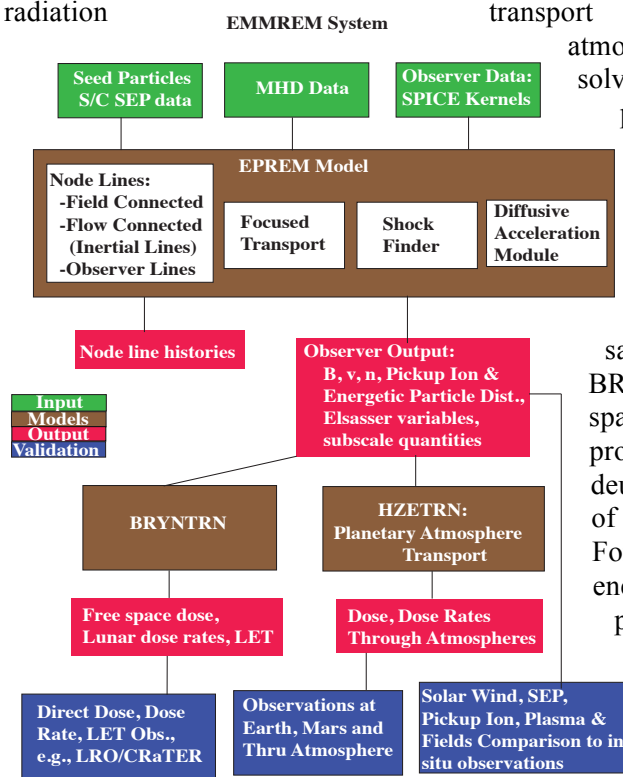 radiation
transport
EMMREM System
atmo
solv
Seed Particles
S/C SEP data
MHD Data
Observer Data:
SPICE Kernels
EPREM Model
Node Lines:
-Field Connected
-Flow Connected
(Inertial Lines)
-Observer Lines
Focused
Transport
Shock
Finder
Diffusive
Acceleration
Module
Node line histories
Observer Output:
B, v, n, Pickup Ion &
Energetic Particle Dist.,
Elsasser variables,
subscale quantities
sa
BR
spa
pro
deu
of
Fo
end
p
Input
Models
Output
Validation
BRYNTRN
HZETRN:
Planetary Atmosphere
Transport
Free space dose,
Lunar dose rates, LET
Dose, Dose Rates
Through Atmospheres
Direct Dose, Dose
Rate, LET Obs.,
e.g., LRO/CRaTER
Observations at
Earth, Mars and
Thru Atmosphere
Solar Wind, SEP,
Pickup Ion, Plasma &
Fields Comparison to in
situ observations